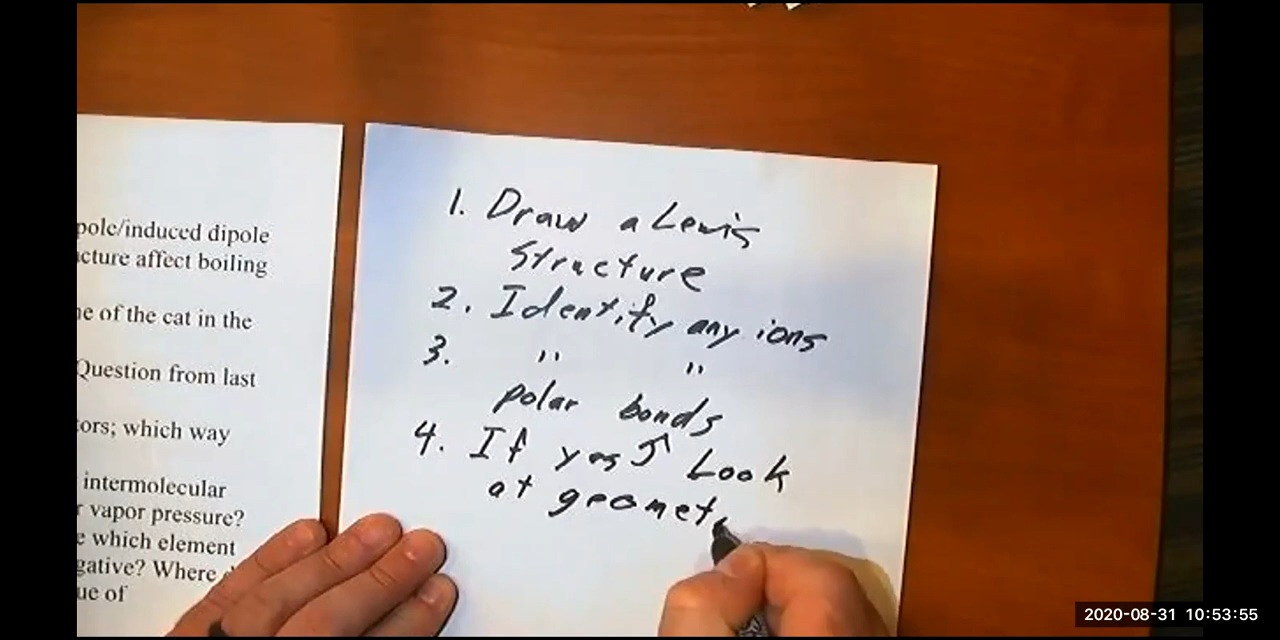 pole/induced dipole
cture affect boiling
e of the cat in the
Question from last
ors; which way
intermolecular
r vapor pressure?
e which element
gative? Where
ue of
1. Draw a Lewis
Structure
2. Identify any ions
3. " "
polar bonds
4. If yes ↑ Look
at geomet
2020-08-31 10:53:55